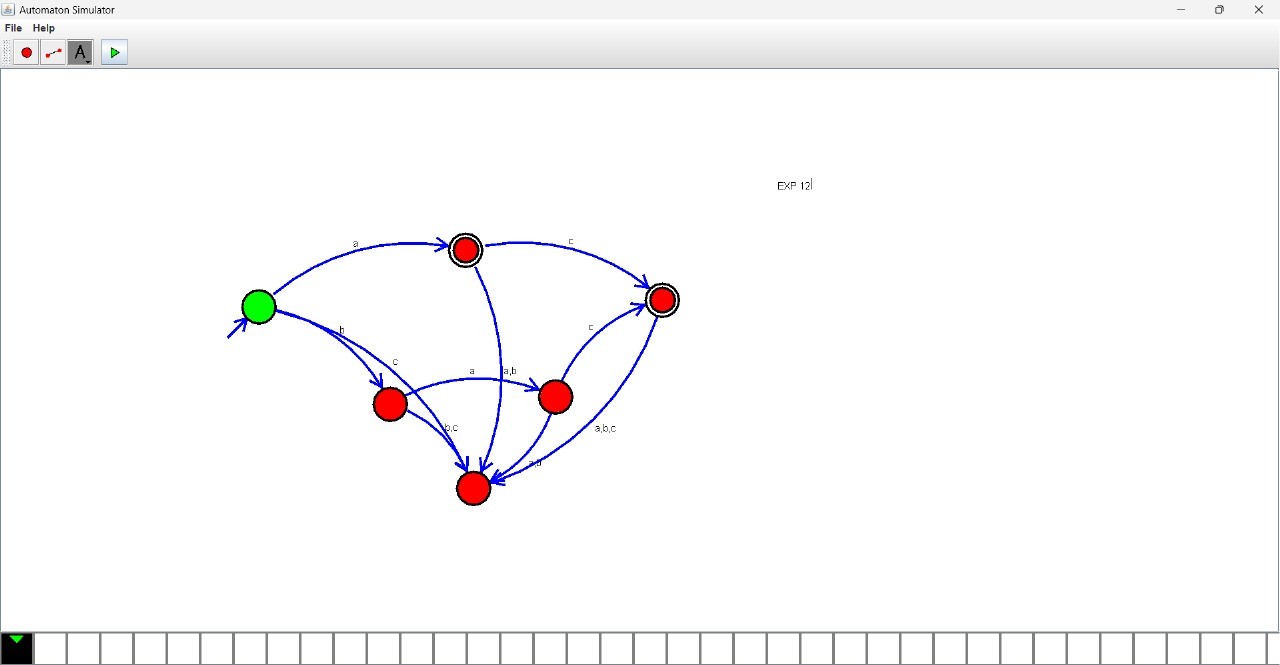 Automaton Simulator
File Help
A
EXP 12
a
c
b
c
c
a
a,b
b,c
a,b,c
a,b